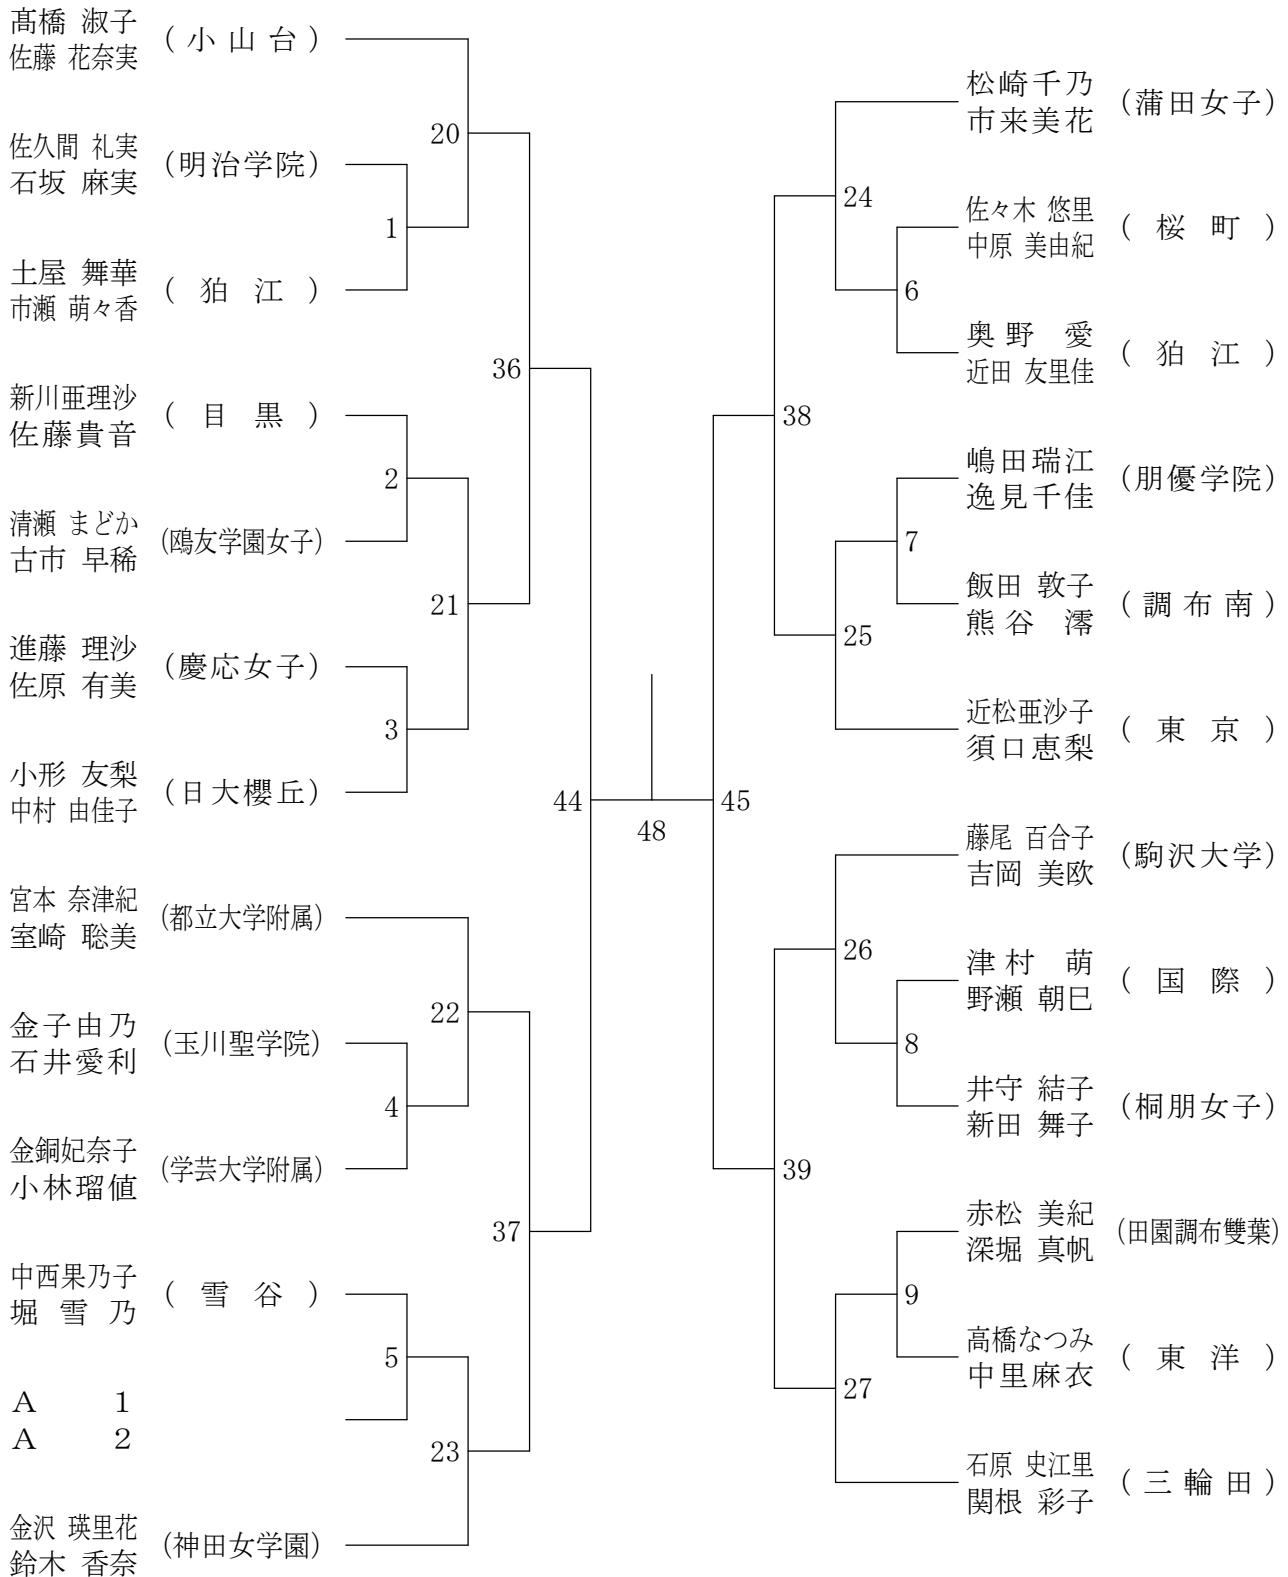 髙橋 淑子
佐藤 花奈実
(小山台)
佐久間 礼実
石坂 麻実
(明治学院)
土屋 舞華
市瀬 萌々香
(狛江)
新川亜理沙
佐藤貴音
(目黒)
清瀬 まどか
古市 早稀
(鴎友学園女子)
進藤 理沙
佐原 有美
(慶応女子)
小形 友梨
中村 由佳子
(日大櫻丘)
宮本 奈津紀
室崎 聡美
(都立大学附属)
金子由乃
石井愛利
(玉川聖学院)
金銅妃奈子
小林瑠値
(学芸大学附属)
中西果乃子
堀雪乃
(雪谷)
A 1
A 2
金沢 瑛里花
鈴木 香奈
(神田女学園)
1
2
3
4
5
20
21
22
23
36
37
44
48
45
38
39
24
25
26
27
6
7
8
9
松崎千乃
市来美花
(蒲田女子)
佐々木 悠里
中原 美由紀
(桜町)
奥野 愛
近田 友里佳
(狛江)
嶋田瑞江
逸見千佳
(朋優学院)
飯田 敦子
熊谷 澪
(調布南)
近松亜沙子
須口恵梨
(東京)
藤尾 百合子
吉岡 美欧
(駒沢大学)
津村 萌
野瀬 朝巳
(国際)
井守 結子
新田 舞子
(桐朋女子)
赤松 美紀
深堀 真帆
(田園調布雙葉)
高橋なつみ
中里麻衣
(東洋)
石原 史江里
関根 彩子
(三輪田)